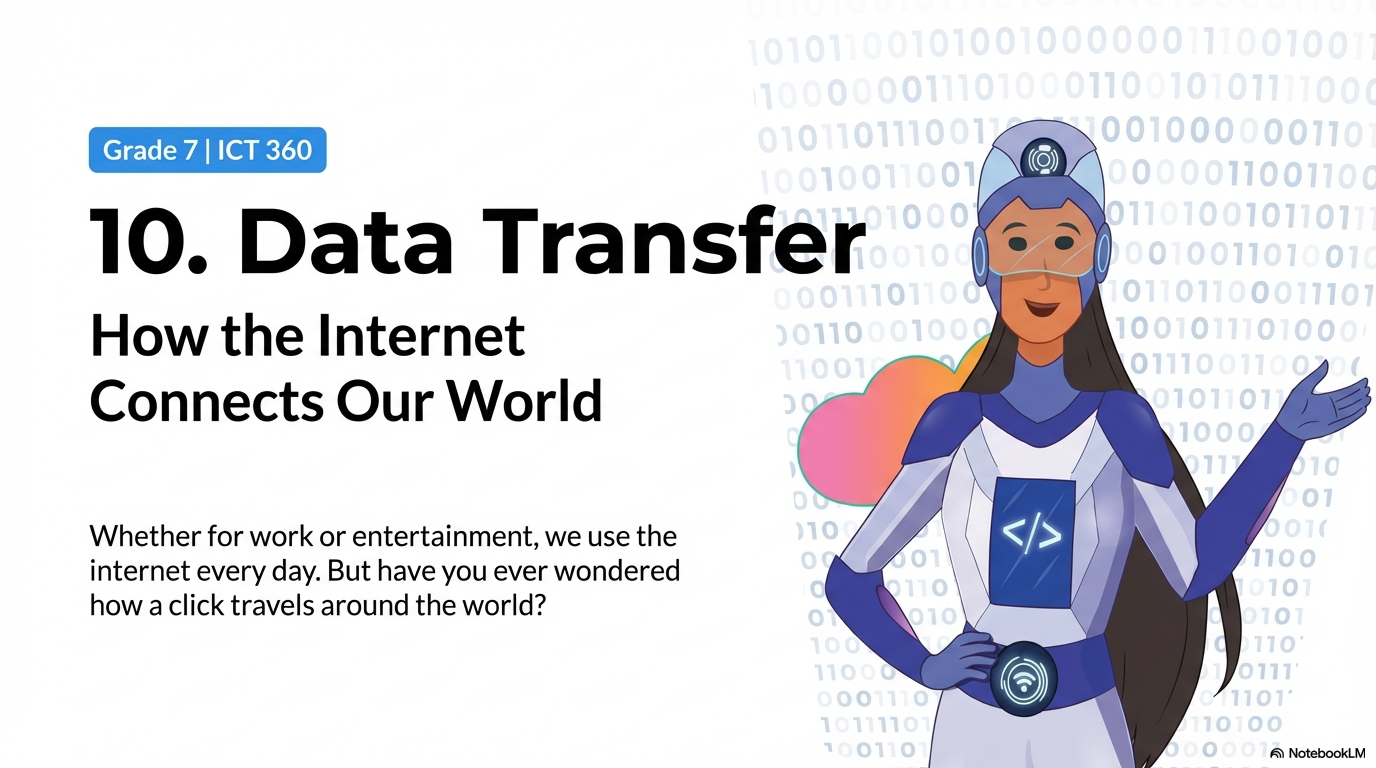 Grade 7 | ICT 360
10. Data Transfer
How the Internet
Connects Our World
Whether for work or entertainment, we use the
internet every day. But have you ever wondered
how a click travels around the world?
</>
NotebookLM